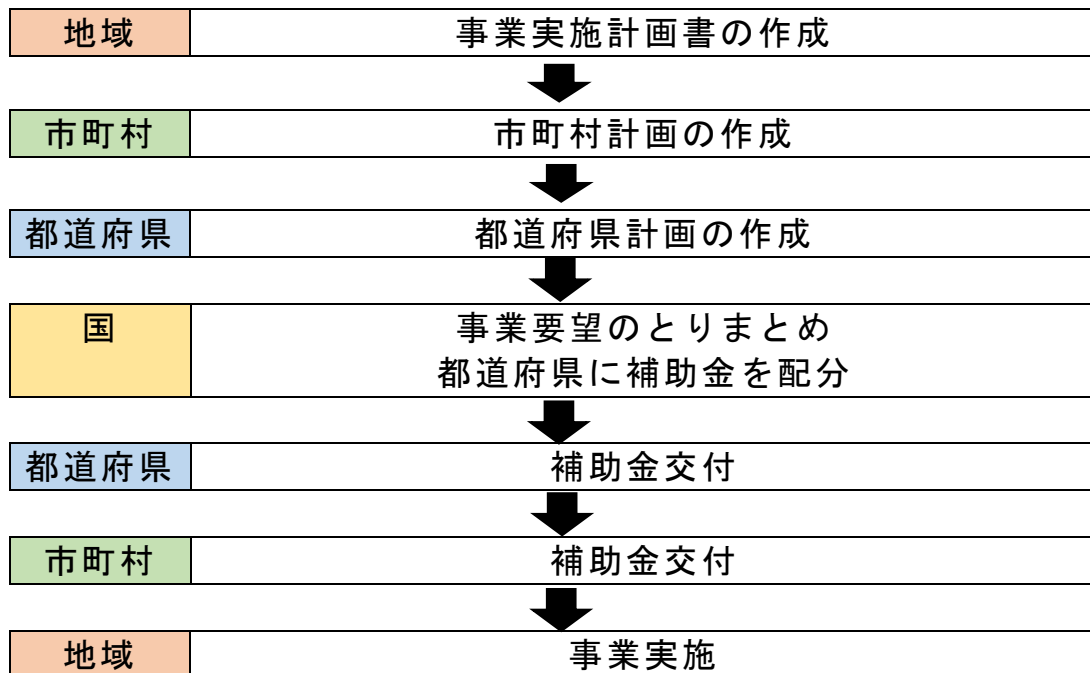 地域 事業実施計画書の作成
市町村 市町村計画の作成
都道府県 都道府県計画の作成
国 事業要望のとりまとめ
都道府県に補助金を配分
都道府県 補助金交付
市町村 補助金交付
地域 事業実施